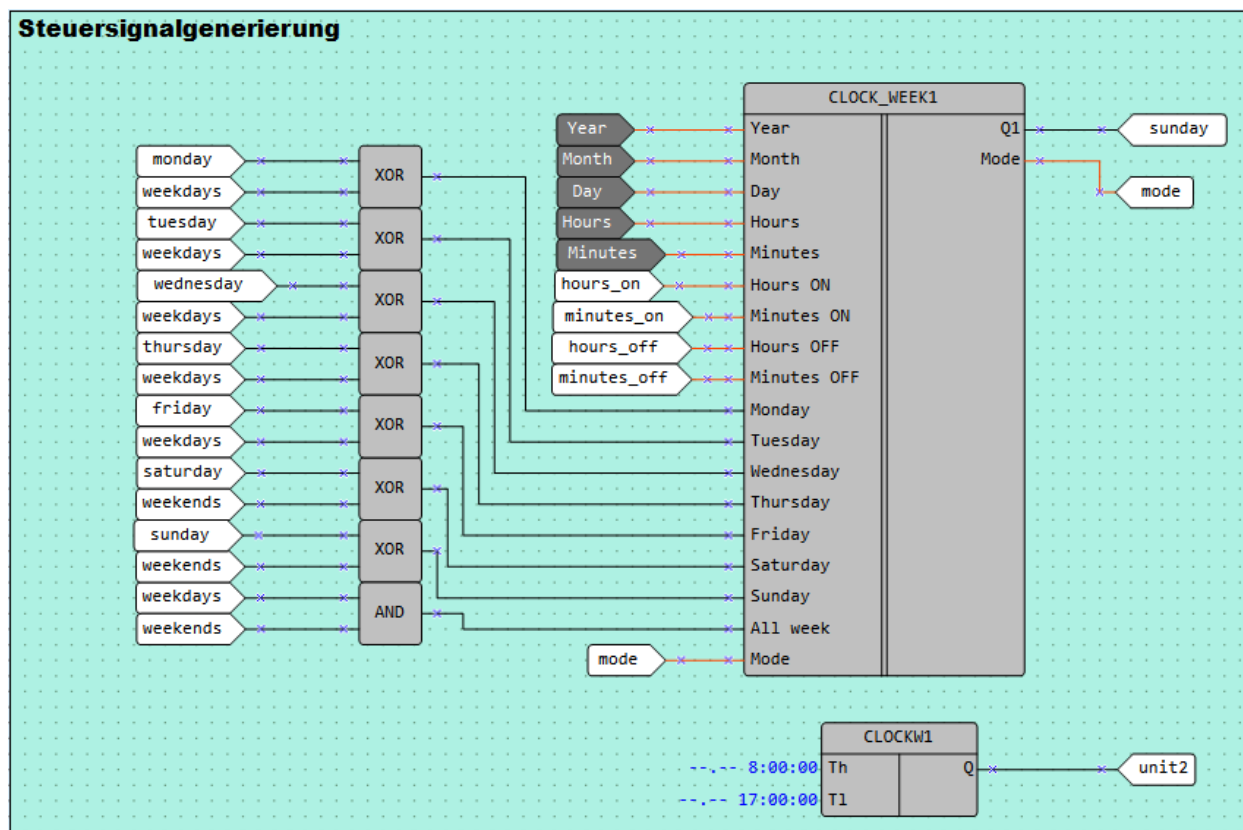 Steuersignalgenerierung
CLOCK_WEEK1
Year Year Q1 sunday
Month Month Mode
monday XOR
Day Day mode
weekdays
Hours Hours
tuesday XOR
Minutes Minutes
weekdays
hours_on Hours ON
wednesday XOR
minutes_on Minutes ON
weekdays
hours_off Hours OFF
thursday XOR
minutes_off Minutes OFF
weekdays
friday XOR Monday
weekdays Tuesday
saturday XOR Wednesday
weekends Thursday
sunday XOR Friday
weekends Saturday
weekdays AND Sunday
weekends All week
mode Mode
CLOCKW1
--.-- 8:00:00 Th Q unit2
--.-- 17:00:00 Tl